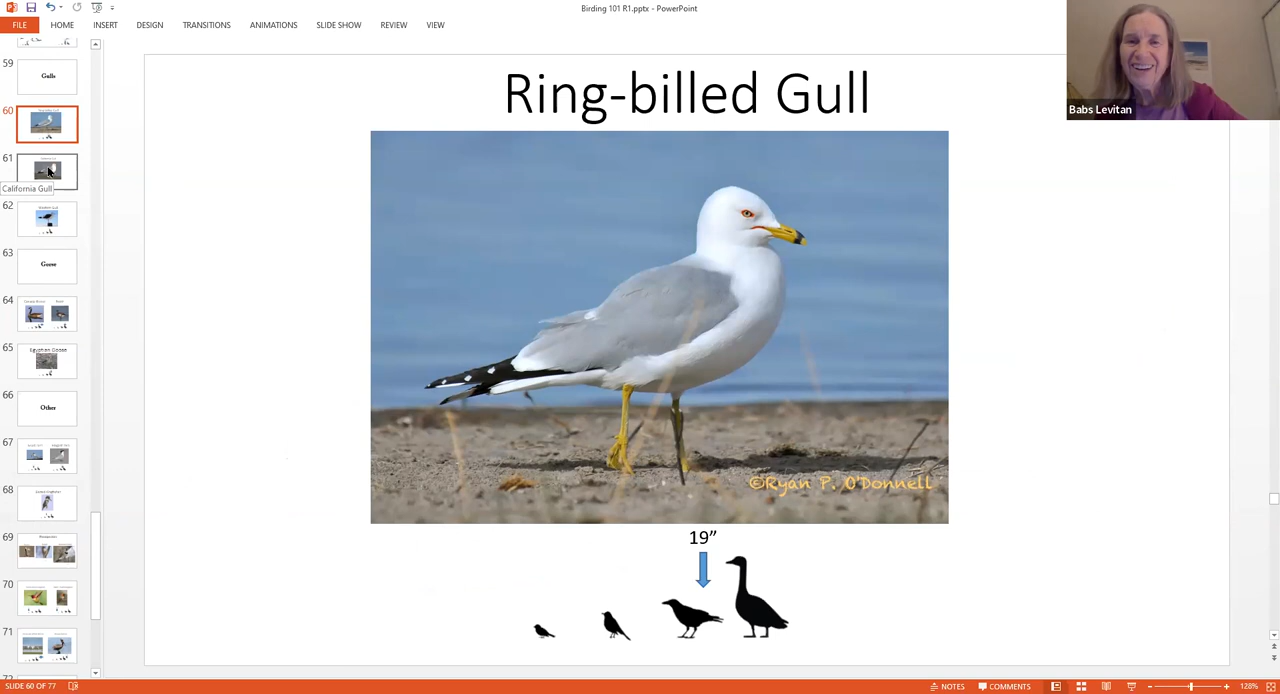 Birding 101 R1.pptx - PowerPoint
FILE
HOME
INSERT
DESIGN
TRANSITIONS
ANIMATIONS
SLIDE SHOW
REVIEW
VIEW
Babs Levitan
59
Gulls
60
61
California Gull
62
63
Geese
64
65
Egyptian Goose
66
Other
67
68
69
70
71
Ring-billed Gull
©Ryan P. O'Donnell
19”
SLIDE 60 OF 77
NOTES
COMMENTS
128%